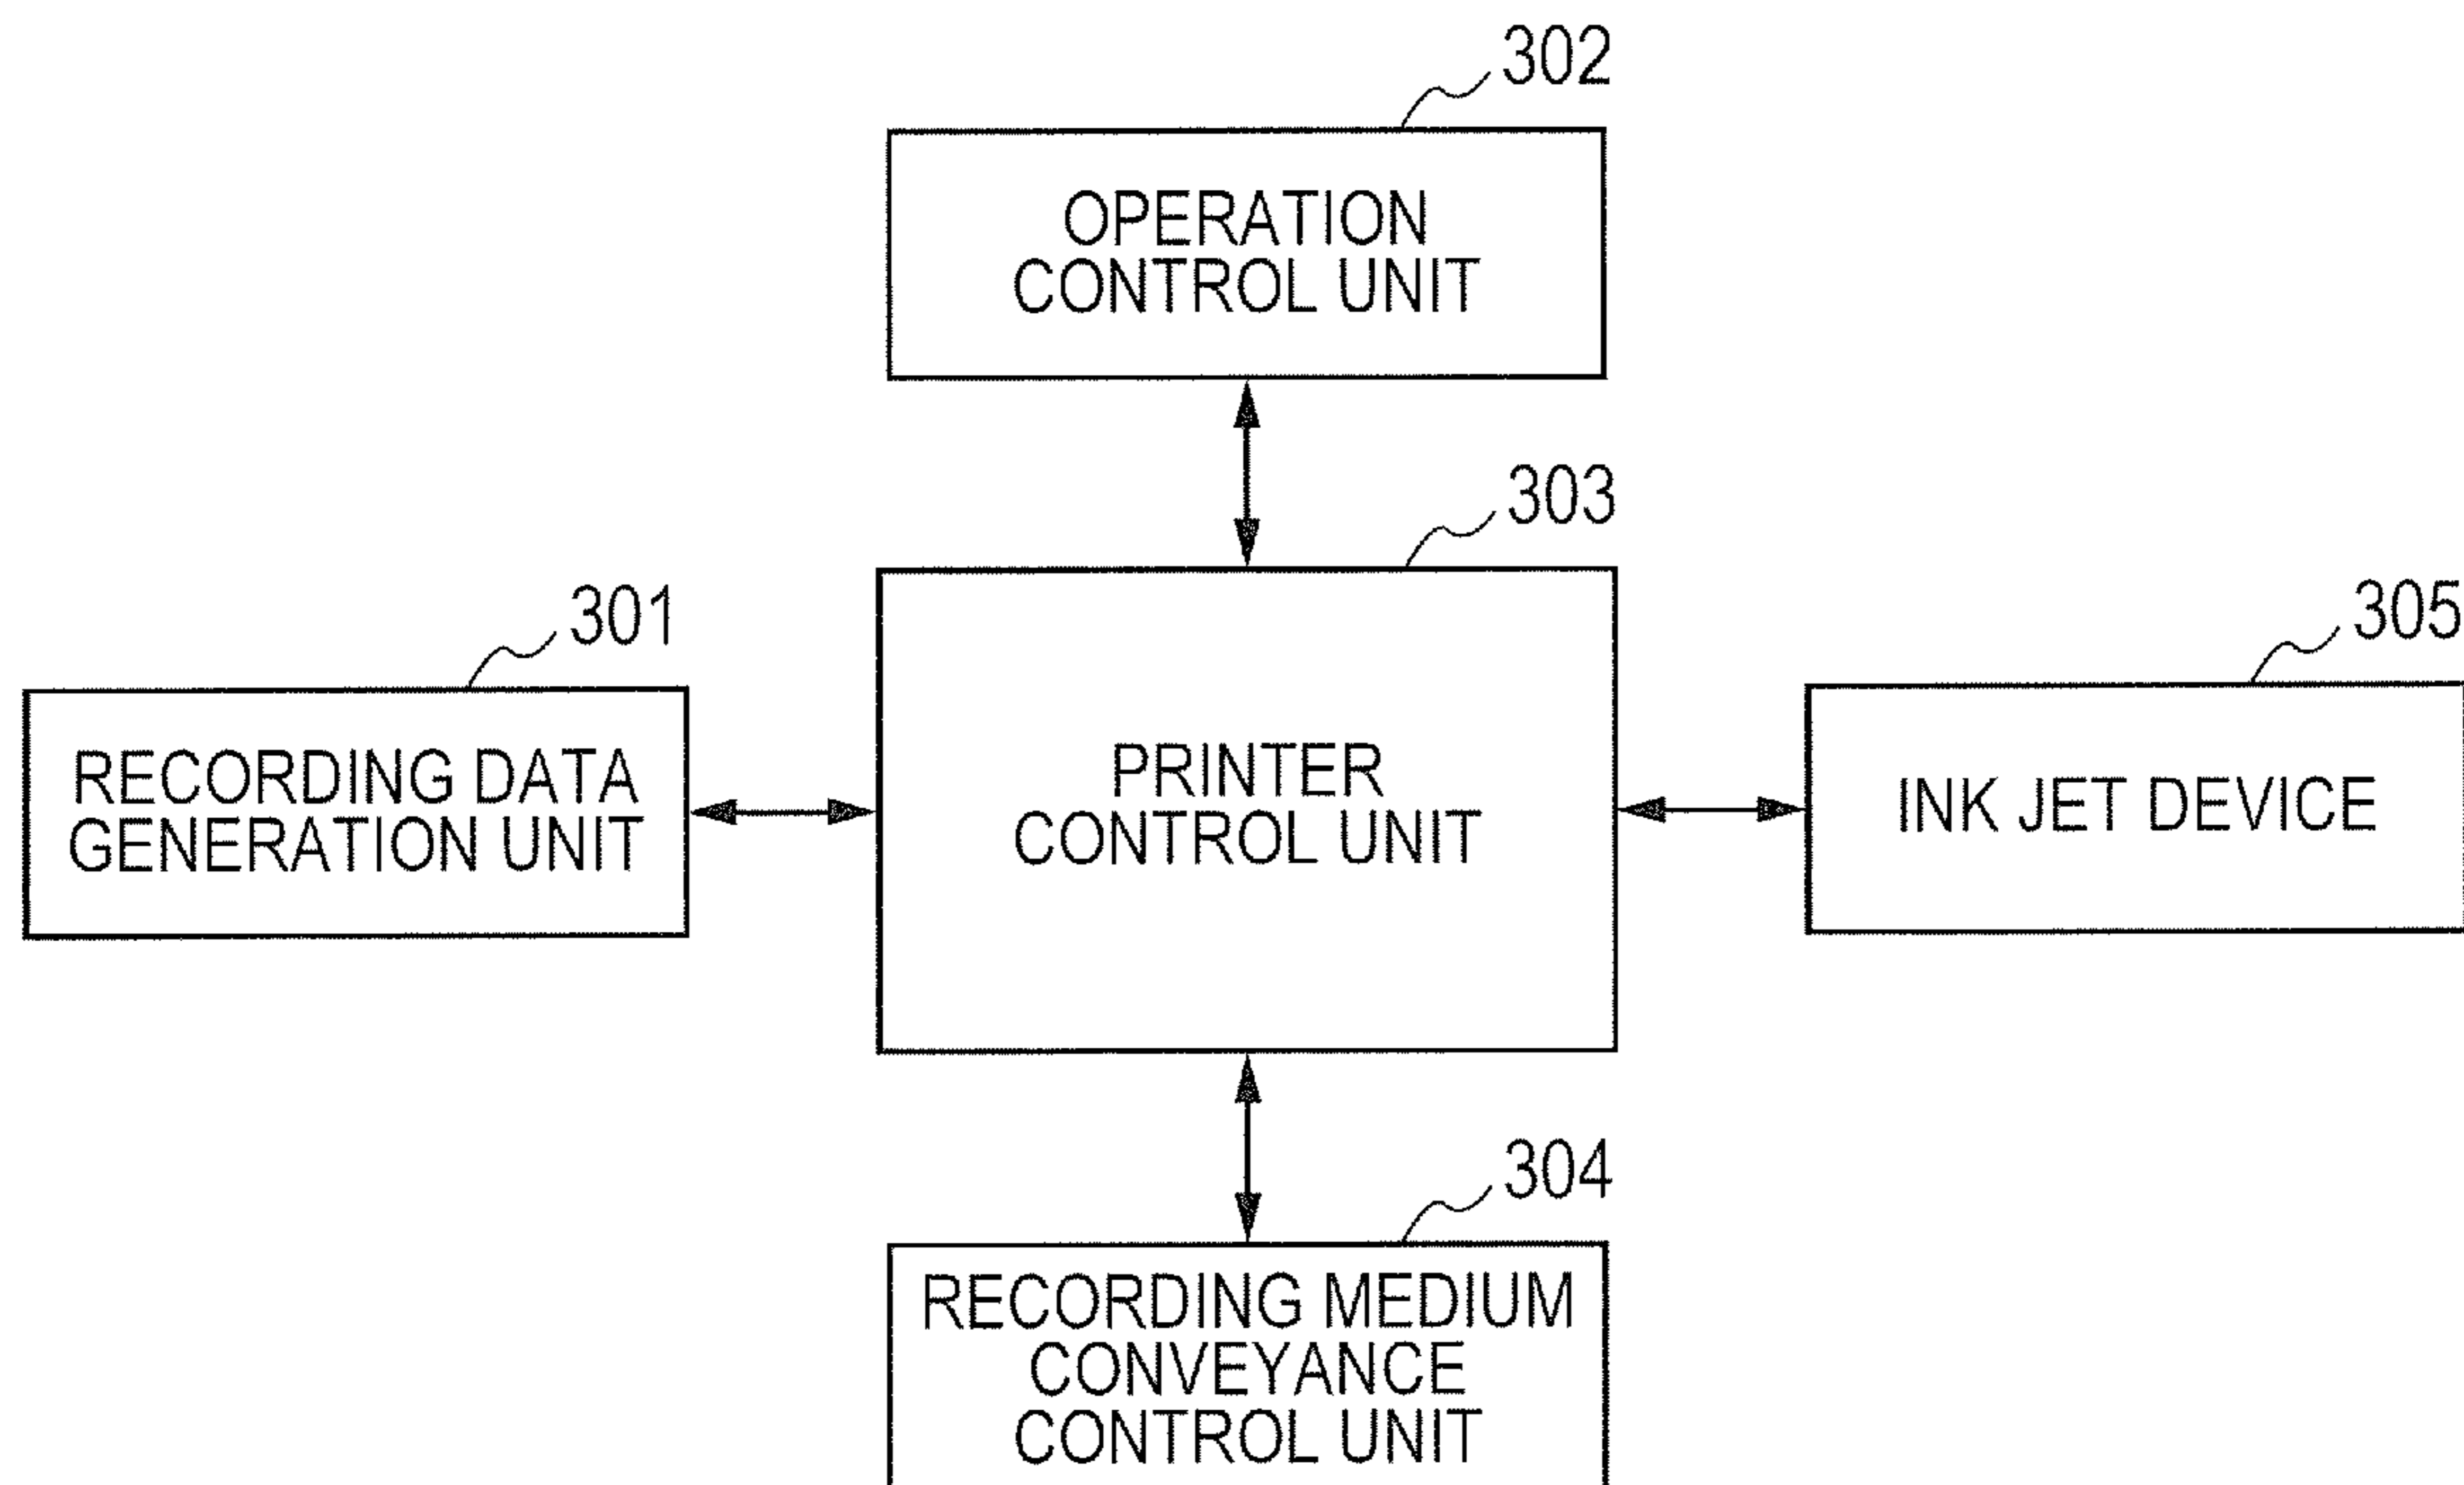 302
OPERATION
CONTROL UNIT
303
301
305
RECORDING DATA
GENERATION UNIT
PRINTER
CONTROL UNIT
INK JET DEVICE
304
RECORDING MEDIUM
CONVEYANCE
CONTROL UNIT